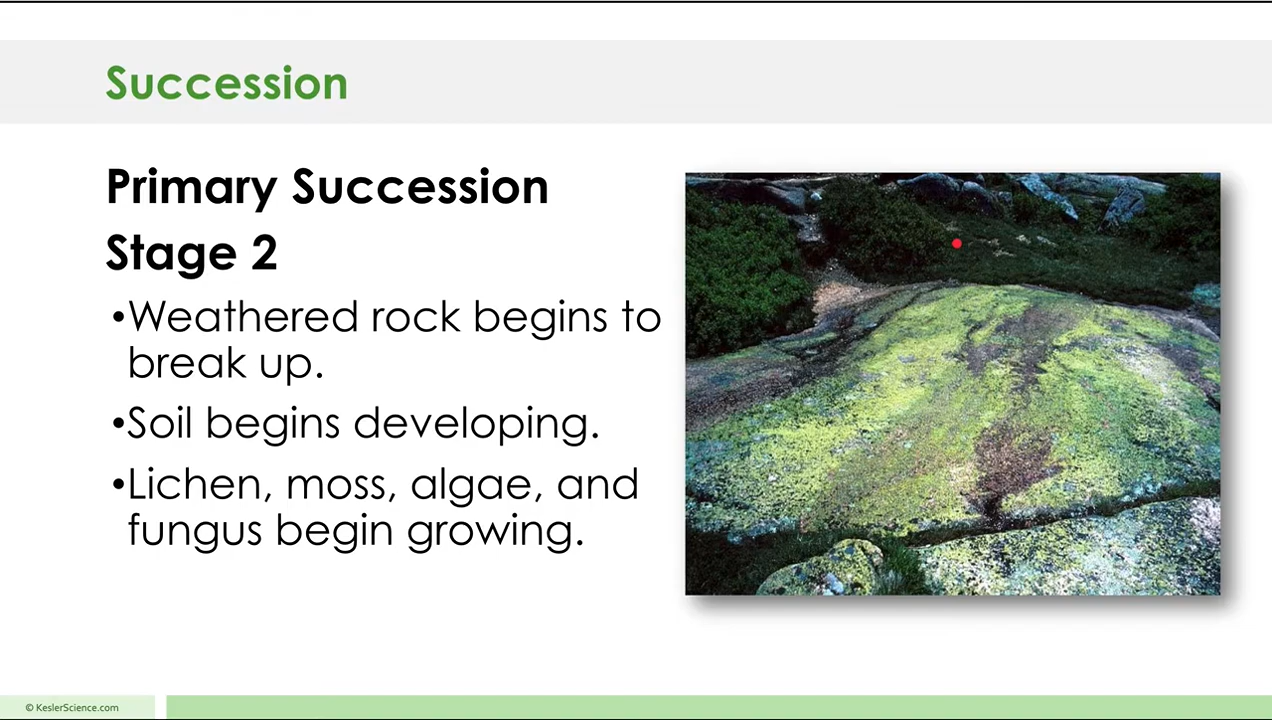 Succession
Primary Succession
Stage 2
•Weathered rock begins to
break up.
•Soil begins developing.
•Lichen, moss, algae, and
fungus begin growing.
© KeslerScience.com